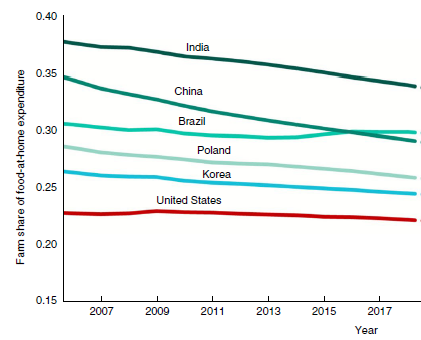 0.40
0.35
0.30
0.25
0.20
0.15
Farm share of food-at-home expenditure
India
China
Brazil
Poland
Korea
United States
2007 2009 2011 2013 2015 2017
Year